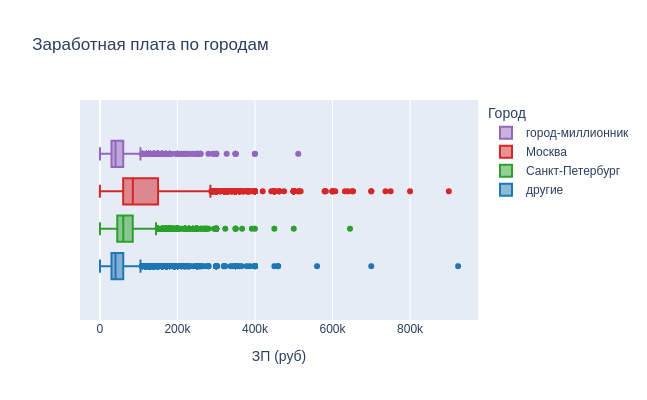 Заработная плата по городам
Город
город-миллионник
Москва
Санкт-Петербург
другие
0 200k 400k 600k 800k
ЗП (руб)